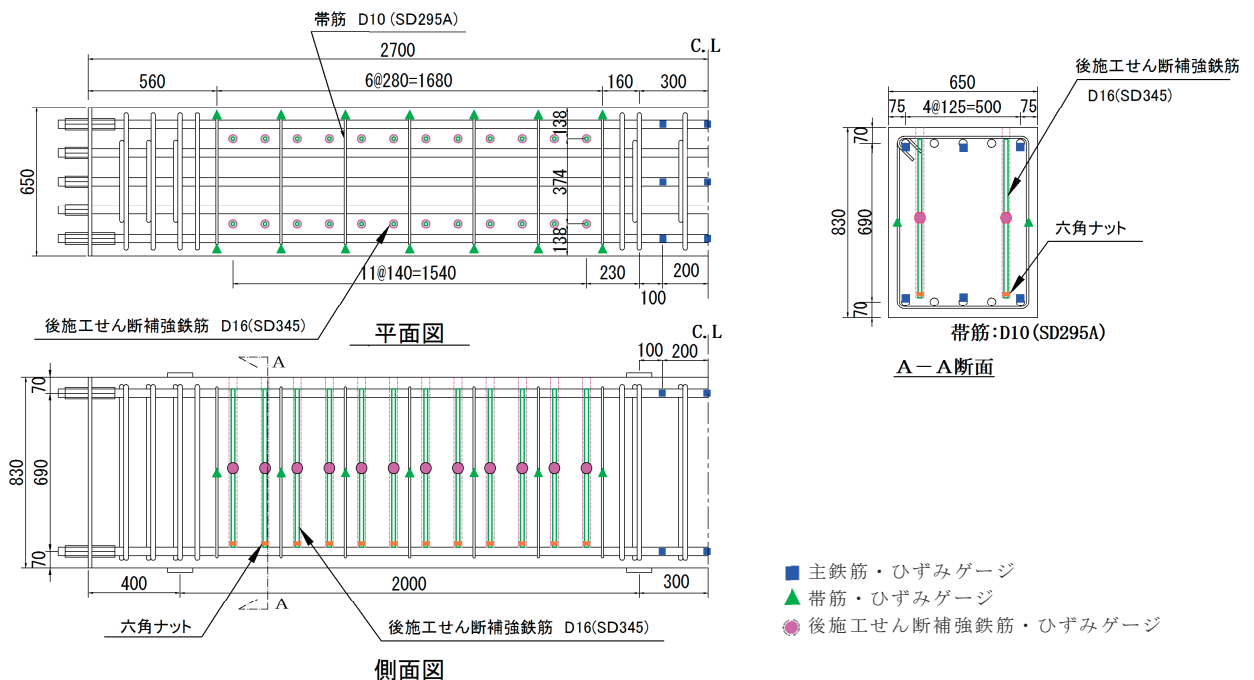 帯筋 D10(SD295A)
C.L
2700
560
6@280=1680
160
300
650
138
374
138
11@140=1540
230
100
200
後施工せん断補強鉄筋 D16(SD345)
平面図
C.L
100
200
A
70
690
830
70
400
2000
300
A
六角ナット
後施工せん断補強鉄筋 D16(SD345)
側面図
650
75
4@125=500
75
後施工せん断補強鉄筋
D16(SD345)
70
690
830
70
六角ナット
帯筋:D10(SD295A)
A－A断面
主鉄筋・ひずみゲージ
帯筋・ひずみゲージ
後施工せん断補強鉄筋・ひずみゲージ